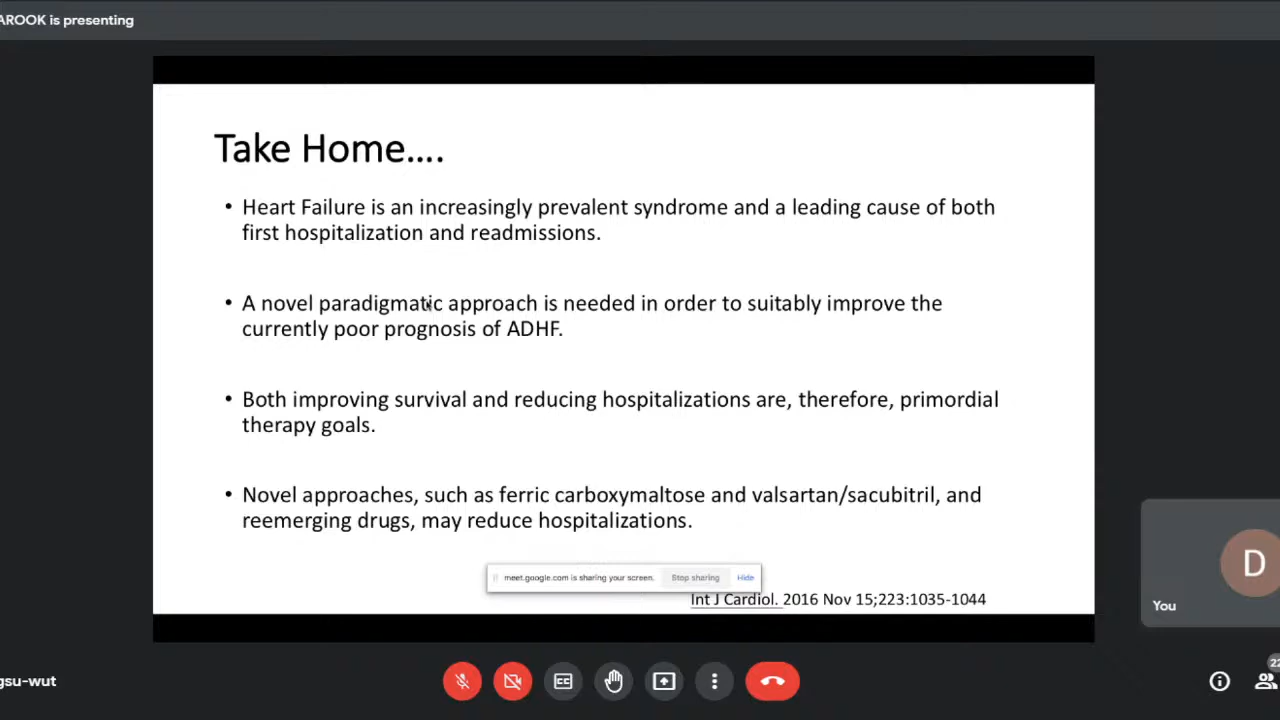 AROOK is presenting
Take Home....
• Heart Failure is an increasingly prevalent syndrome and a leading cause of both
first hospitalization and readmissions.
• A novel paradigmatic approach is needed in order to suitably improve the
currently poor prognosis of ADHF.
• Both improving survival and reducing hospitalizations are, therefore, primordial
therapy goals.
• Novel approaches, such as ferric carboxymaltose and valsartan/sacubitril, and
reemerging drugs, may reduce hospitalizations.
meet.google.com is sharing your screen. Stop sharing Hide
Int J Cardiol. 2016 Nov 15;223:1035-1044
D
You
gsu-wut
22